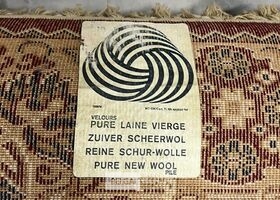 VELOURS
PURE LAINE VIERGE
ZUIVER SCHEERWOL
REINE SCHUR-WOLLE
PURE NEW WOOL
PILE